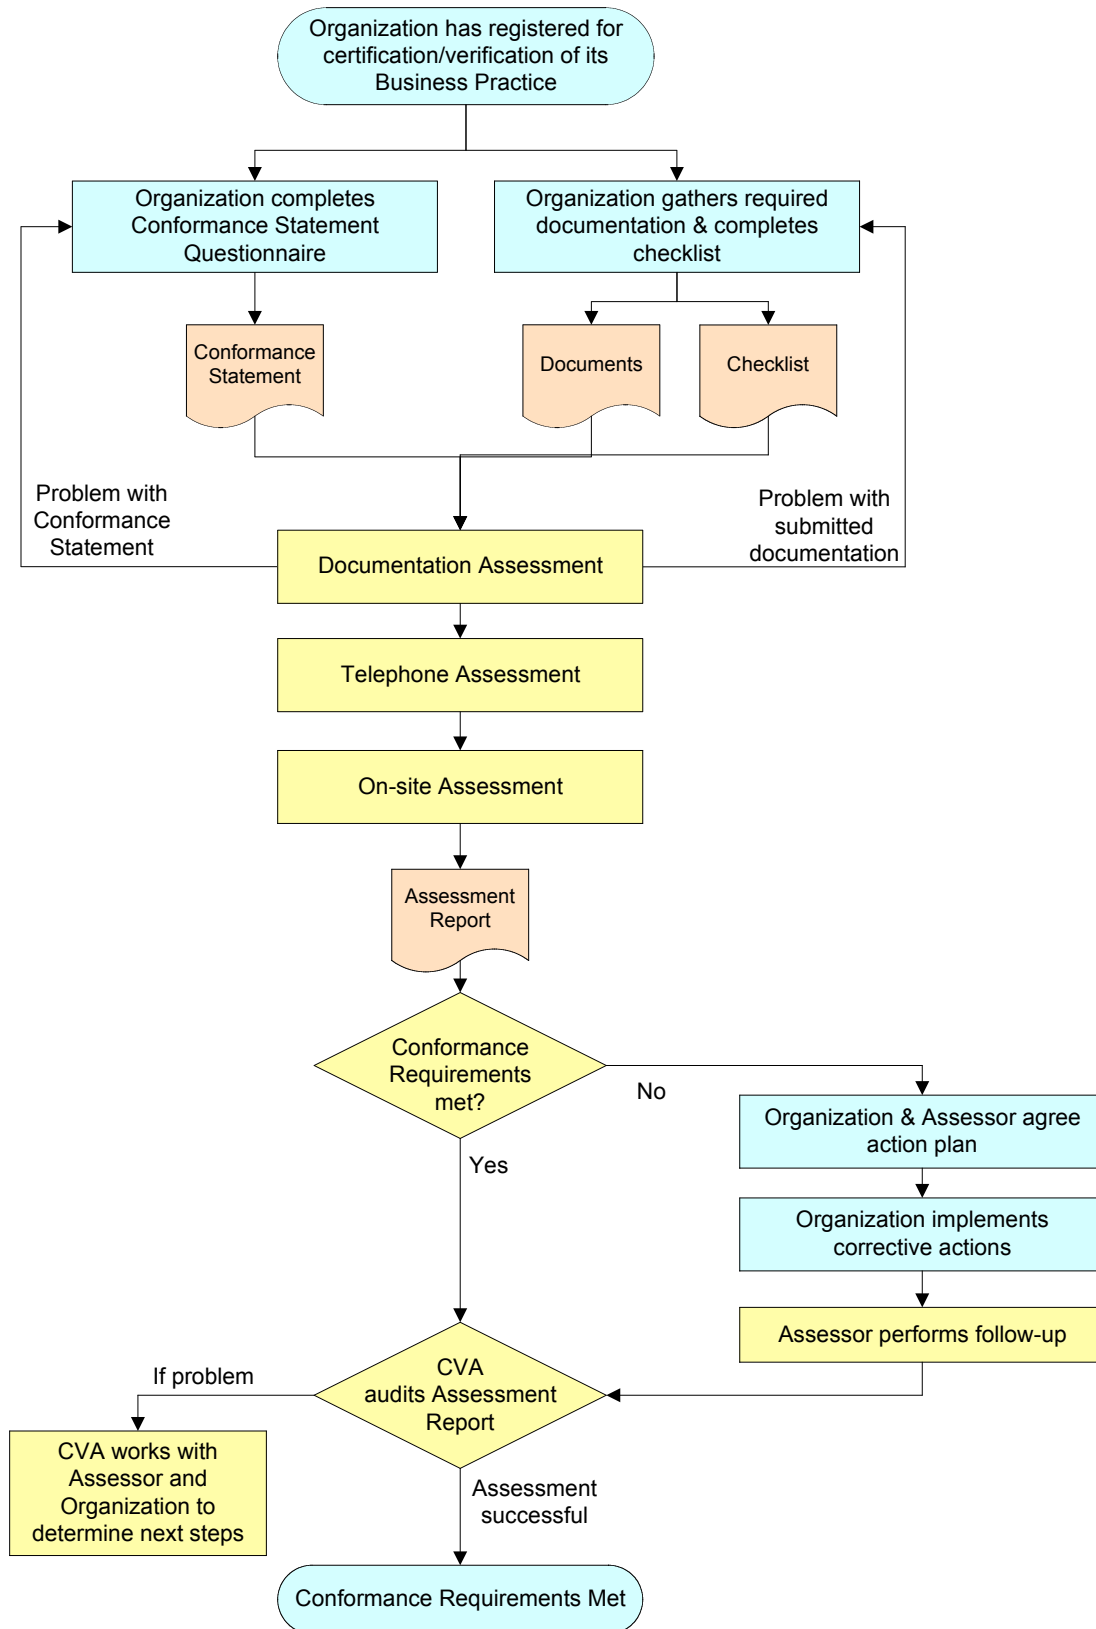 Organization has registered for
certification/verification of its
Business Practice
Organization completes
Conformance Statement
Questionnaire
Organization gathers required
documentation & completes
checklist
Conformance
Statement
Documents
Checklist
Problem with
Conformance
Statement
Problem with
submitted
documentation
Documentation Assessment
Telephone Assessment
On-site Assessment
Assessment
Report
Conformance
Requirements
met?
No
Yes
Organization & Assessor agree
action plan
Organization implements
corrective actions
Assessor performs follow-up
CVA
audits Assessment
Report
If problem
CVA works with
Assessor and
Organization to
determine next steps
Assessment
successful
Conformance Requirements Met